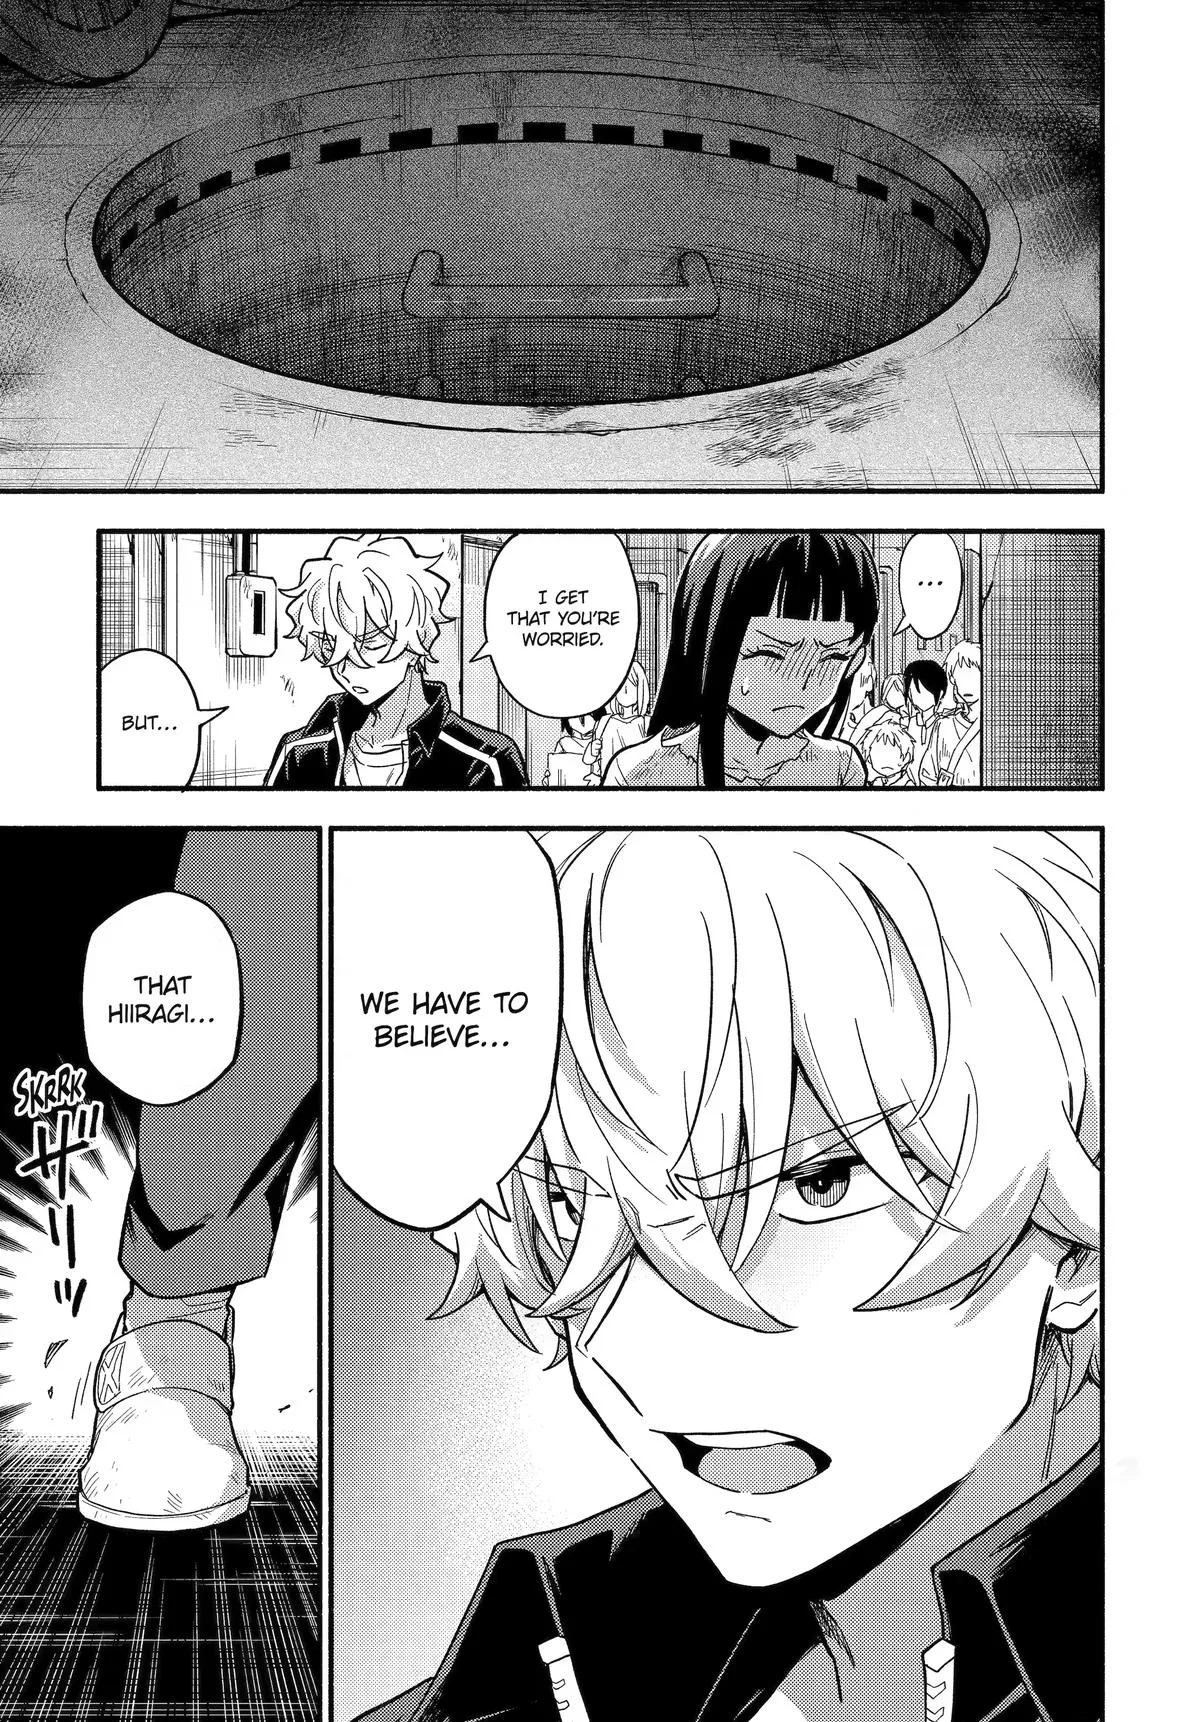 ...
I GET
THAT YOU'RE
WORRIED.
BUT...
WE HAVE TO
BELIEVE...
THAT
HIIRAGI...
SKRRK
ザッ